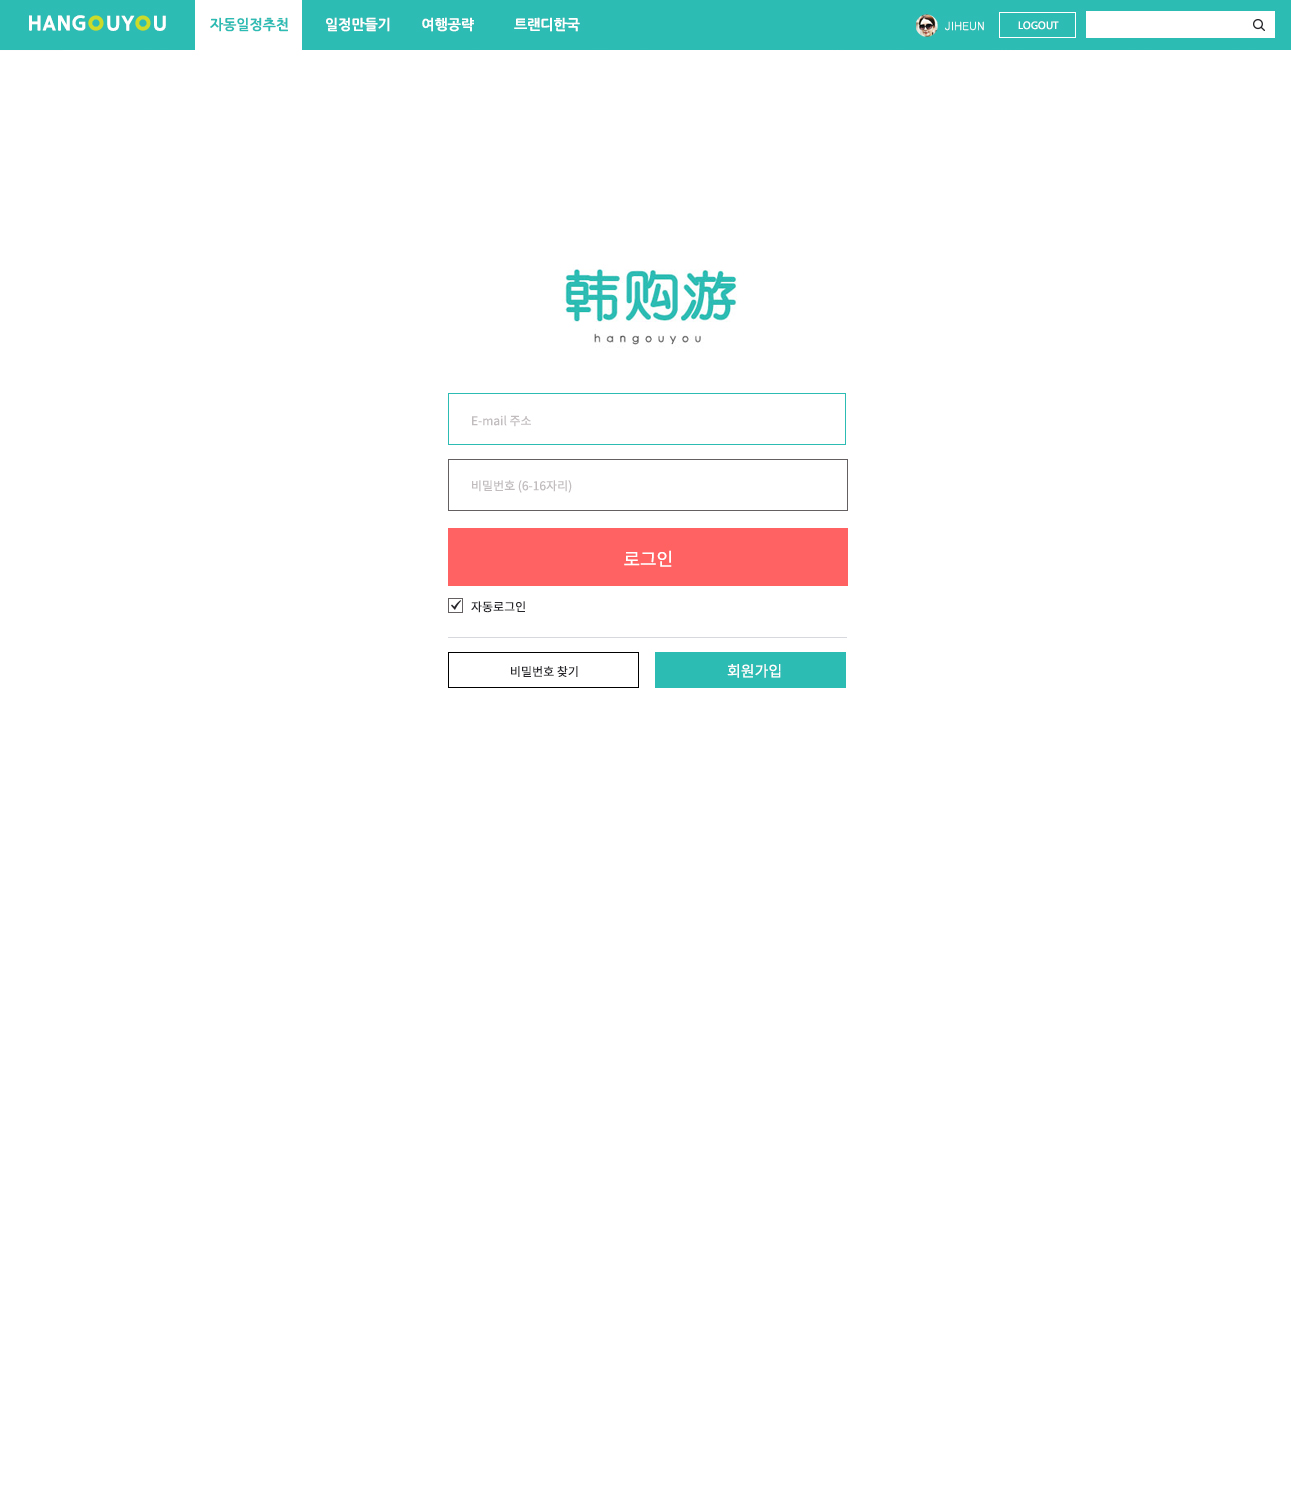 HANGOUYOU 자동일정추천 일정만들기 여행공략 트랜디한국 JIHEUN LOGOUT
韩购游
hangouyou
E-mail 주소
비밀번호 (6-16자리)
로그인
자동로그인
비밀번호 찾기 회원가입